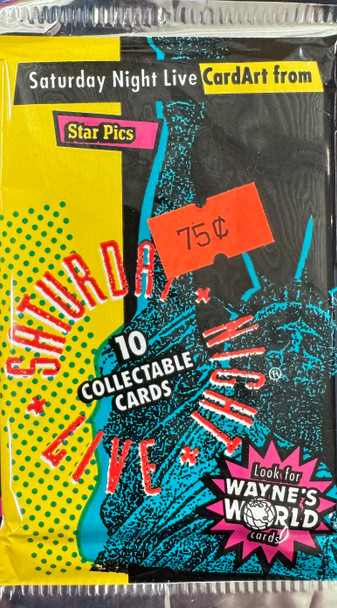 Saturday Night Live CardArt from
Star Pics
75¢
SATURDAY NIGHT LIVE
®
10
COLLECTABLE
CARDS
Look for
WAYNE'S
WORLD
cards